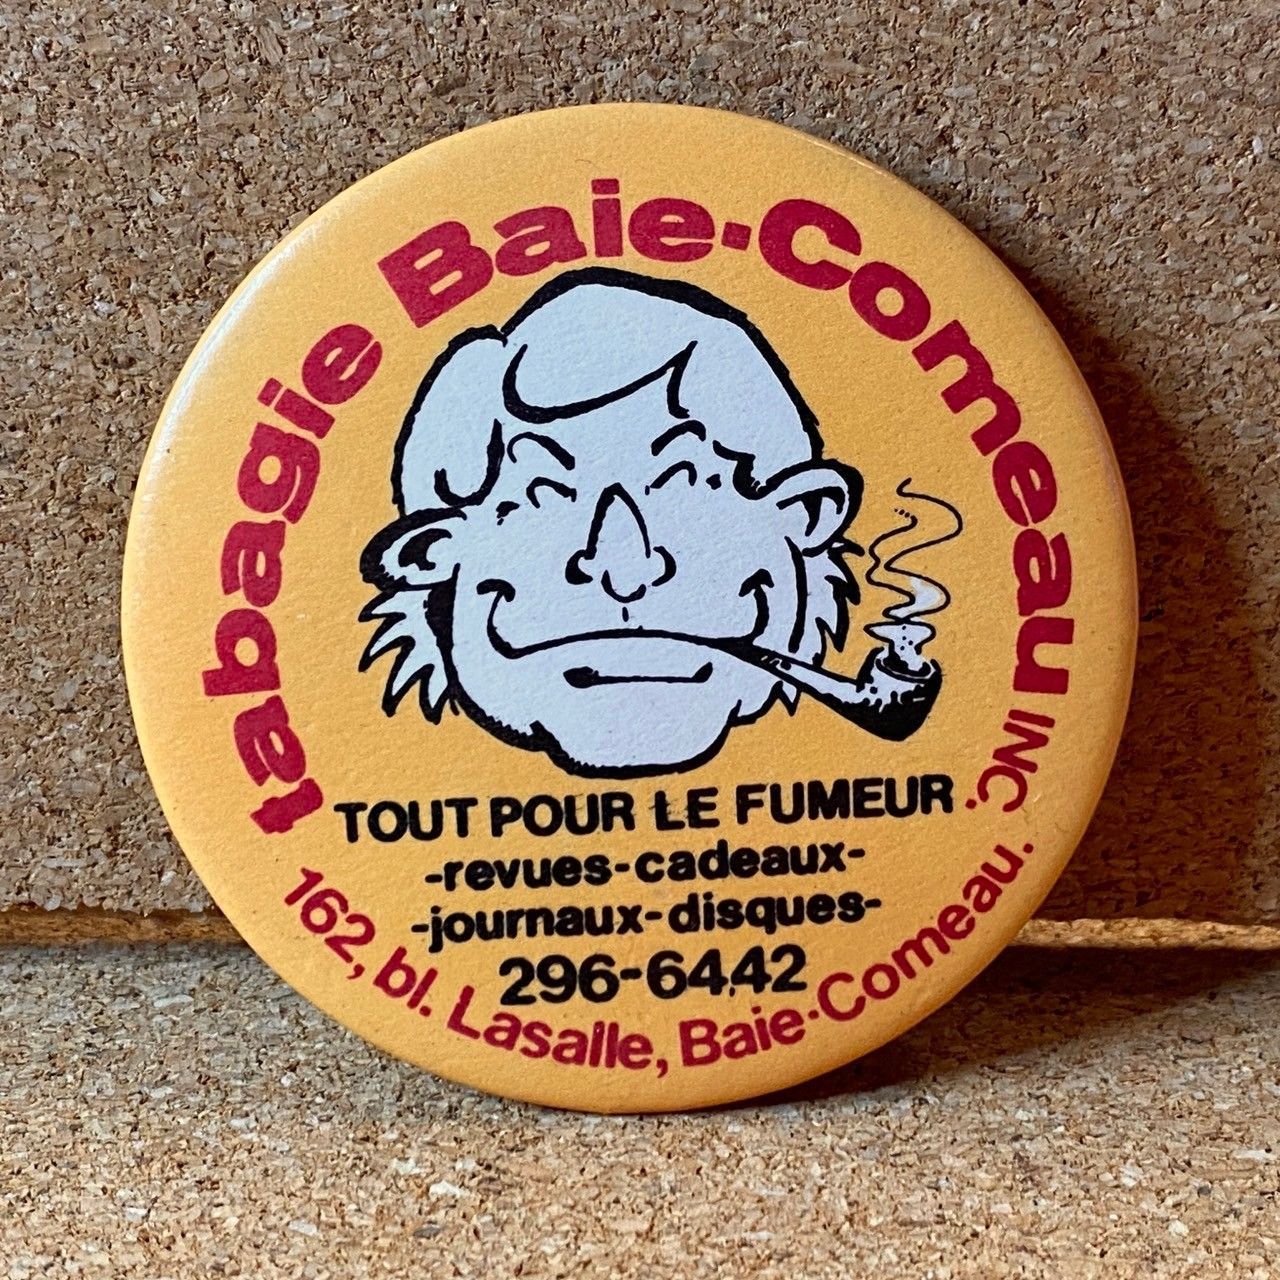 tabagie Baie-Comeau INC.
TOUT POUR LE FUMEUR
-revues-cadeaux-
-journaux-disques-
296-6442
162, bl. Lasalle, Baie-Comeau.